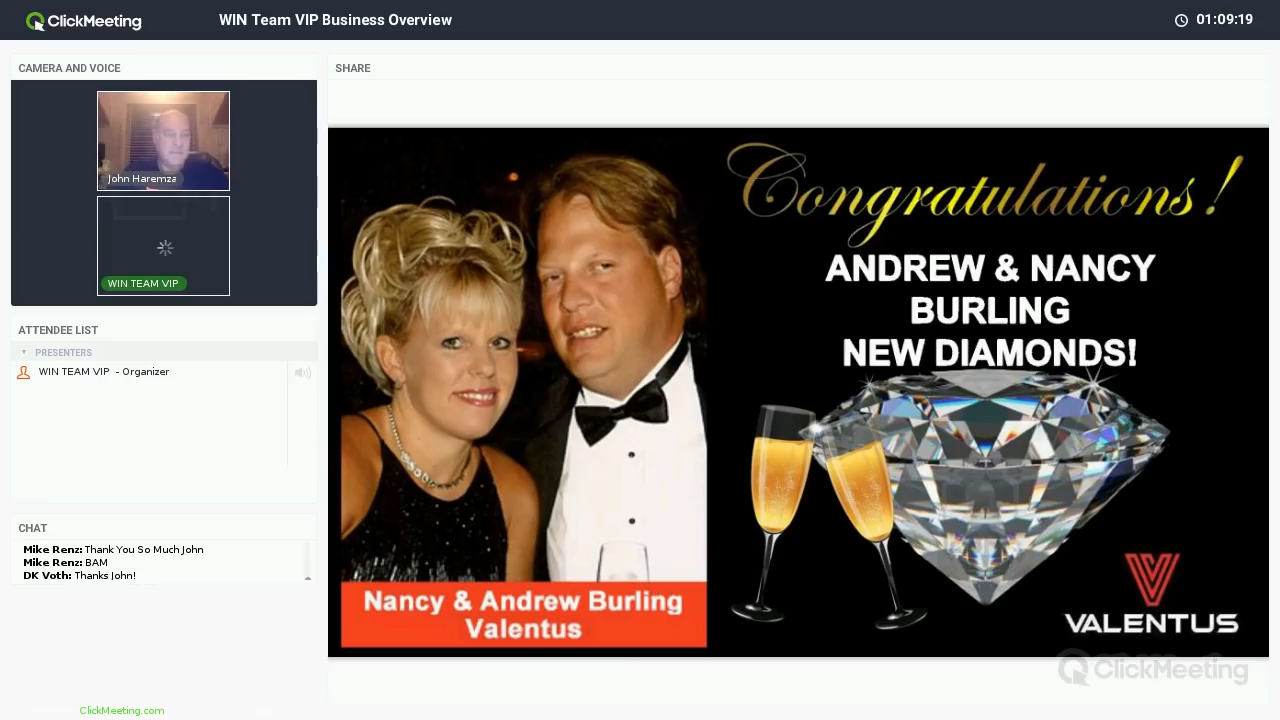 ClickMeeting
WIN Team VIP Business Overview
01:09:19
CAMERA AND VOICE
John Haremza
WIN TEAM VIP
ATTENDEE LIST
PRESENTERS
WIN TEAM VIP - Organizer
CHAT
Mike Renz: Thank You So Much John
Mike Renz: BAM
DK Voth: Thanks John!
ClickMeeting.com
SHARE
Congratulations!
ANDREW & NANCY
BURLING
NEW DIAMONDS!
Nancy & Andrew Burling
Valentus
VALENTUS
ClickMeeting